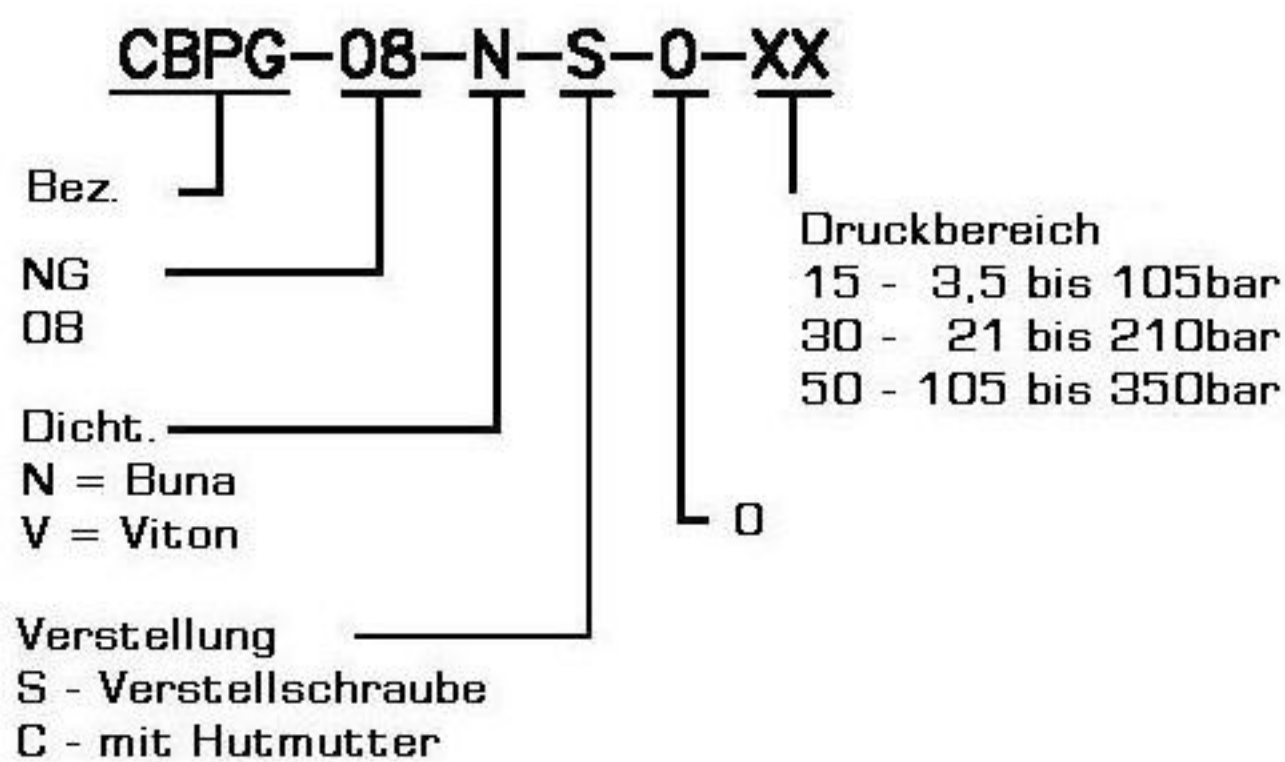 CBPG-08-N-S-0-XX
Bez.
NG
08
Dicht.
N = Buna
V = Viton
Verstellung
S - Verstellschraube
C - mit Hutmutter
0
Druckbereich
15 - 3,5 bis 105bar
30 - 21 bis 210bar
50 - 105 bis 350bar